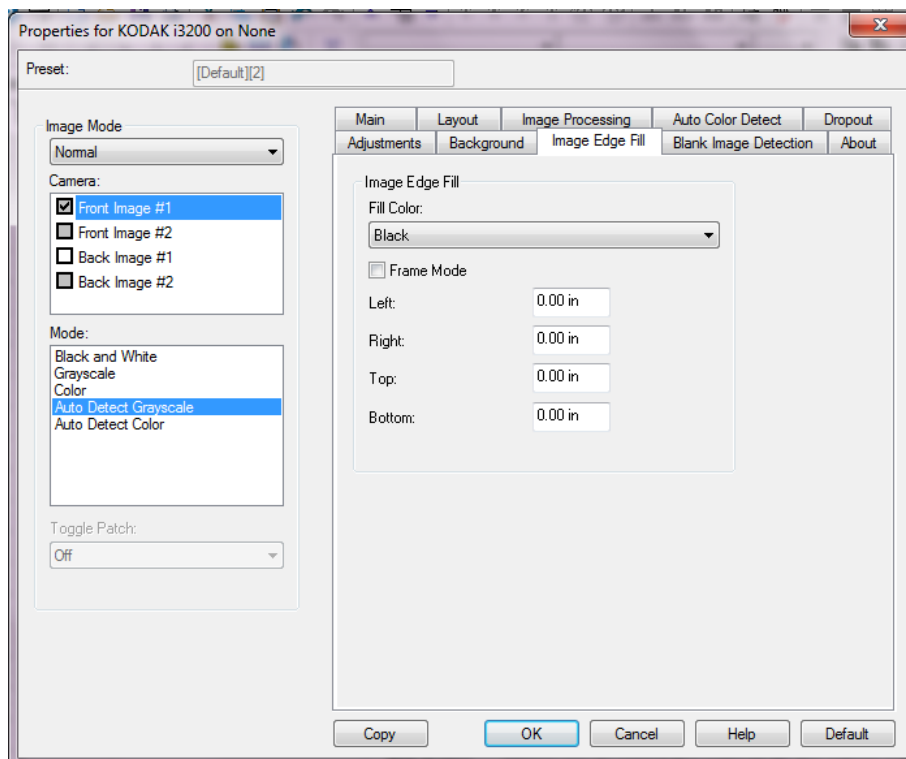 Properties for KODAK i3200 on None
Preset:
[Default][2]
Image Mode
Normal
Camera:
Front Image #1
Front Image #2
Back Image #1
Back Image #2
Mode:
Black and White
Grayscale
Color
Auto Detect Grayscale
Auto Detect Color
Toggle Patch:
Off
Main Layout Image Processing Auto Color Detect Dropout
Adjustments Background Image Edge Fill Blank Image Detection About
Image Edge Fill
Fill Color:
Black
Frame Mode
Left: 0.00 in
Right: 0.00 in
Top: 0.00 in
Bottom: 0.00 in
Copy OK Cancel Help Default